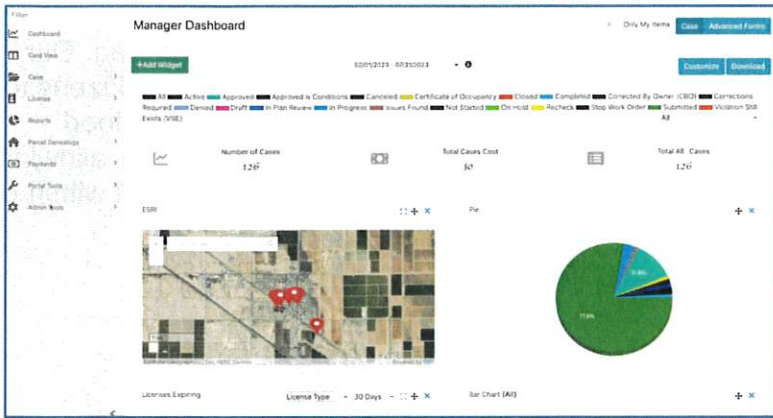 Filter
Manager Dashboard
Only My Items
Case
Advanced Forms
Dashboard
Card View
Case
License
Reports
Parcel Genealogy
Payments
Portal Tools
Admin Tools
+Add Widget
Customize
Download
All Active Approved Approved w Conditions Canceled Certificate of Occupancy Closed Completed Corrected By Owner (CBO) Corrections
Required Denied Draft In Plan Review In Progress Issues Found Not Started On Hold Recheck Stop Work Order Submitted Violation Still
Exists (VSE)
All
Number of Cases
126
Total Cases Cost
$0
Total All Cases
126
ESRI
Pie
Licenses Expiring
License Type
30 Days
Bar Chart (All)